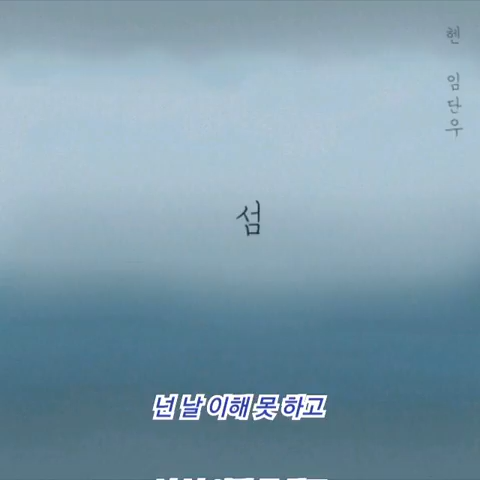 헨
임단우
섬
넌 날 이해 못 하고